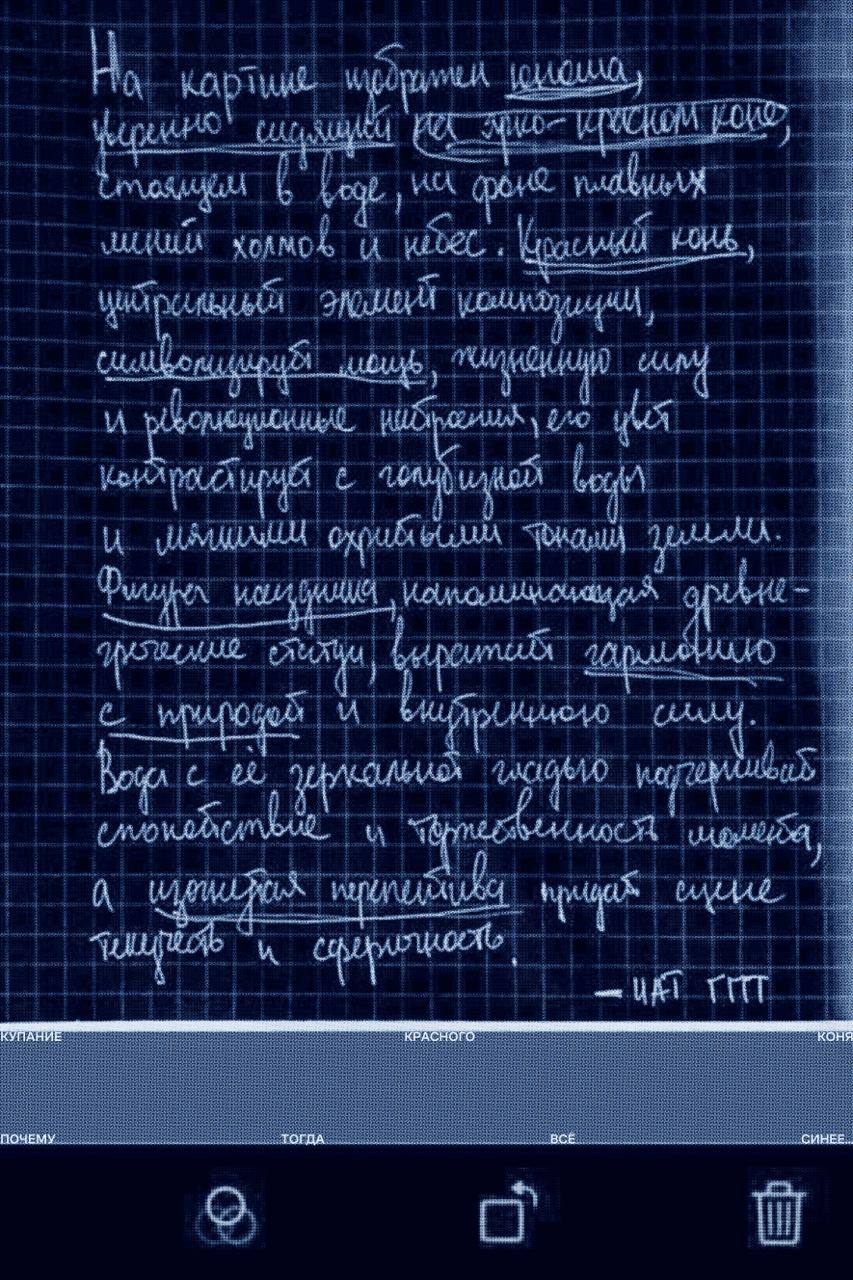 На картине изображен юноша,
уверенно сидящий на ярко-красном коне,
стоящем в воде, на фоне плавных
линий холмов и небес. Красный конь,
центральный элемент композиции,
символизирует мощь, жизненную силу
и революционные настроения, его цвет
контрастирует с голубизной воды
и мягкими охристыми тонами земли.
Фигура наездника, напоминающая древне-
греческие статуи, выражает гармонию
с природой и внутреннюю силу.
Вода с её зеркальной гладью подчеркивает
спокойствие и торжественность момента,
а изогнутая перспектива придаёт сцене
текучесть и сферичность.
— ЧАТ ГПТ
КУПАНИЕ КРАСНОГО КОНЯ
ПОЧЕМУ ТОГДА ВСЁ СИНЕЕ...